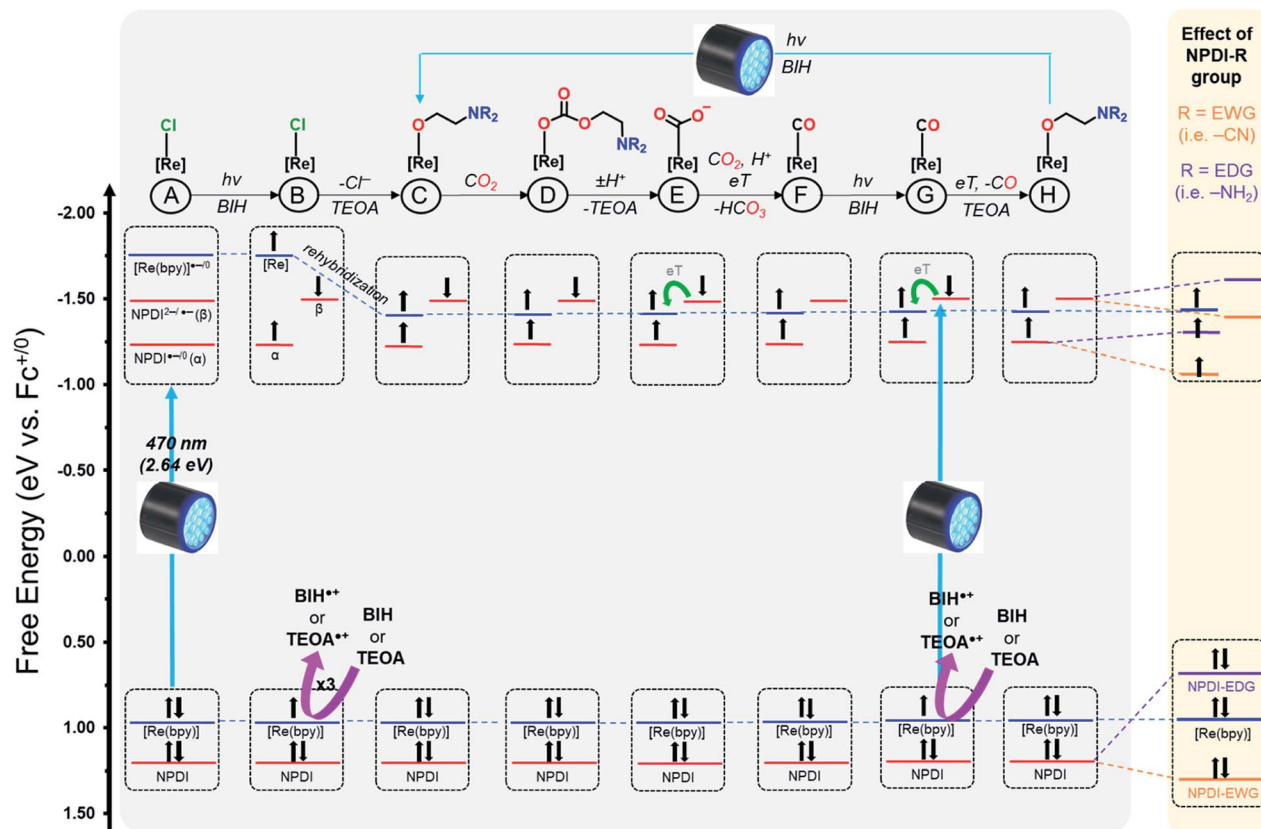 hv
BIH
Effect of
NPDI-R
group
R = EWG
(i.e. –CN)
R = EDG
(i.e. –NH₂)
Cl
[Re]
Cl
[Re]
O NR₂
[Re]
O O O NR₂
[Re]
O O⁻
[Re]
CO
[Re]
CO
[Re]
O NR₂
[Re]
A
hv
BIH
B
-Cl⁻
TEOA
C
CO₂
D
±H⁺
-TEOA
E
CO₂, H⁺
eT
-HCO₃
F
hv
BIH
G
eT, -CO
TEOA
H
Free Energy (eV vs. Fc⁺/⁰)
-2.00
-1.50
-1.00
-0.50
0.00
0.50
1.00
1.50
[Re(bpy)]•–/0
NPDI²–/•– (β)
NPDI•–/0 (α)
[Re]
β
α
rehybridization
eT
eT
470 nm
(2.64 eV)
BIH•+
or
TEOA•+
BIH
or
TEOA
x3
BIH•+
or
TEOA•+
BIH
or
TEOA
[Re(bpy)]
NPDI
[Re(bpy)]
NPDI
[Re(bpy)]
NPDI
[Re(bpy)]
NPDI
[Re(bpy)]
NPDI
[Re(bpy)]
NPDI
[Re(bpy)]
NPDI
[Re(bpy)]
NPDI
NPDI-EDG
[Re(bpy)]
NPDI-EWG